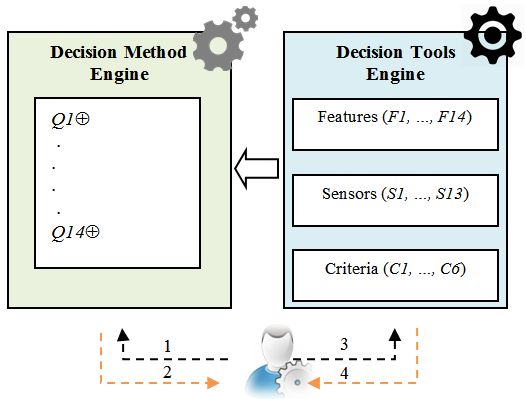 Decision Method
Engine
Q1⊕
.
.
.
.
Q14⊕
Decision Tools
Engine
Features (F1, ..., F14)
Sensors (S1, ..., S13)
Criteria (C1, ..., C6)
1
2
3
4